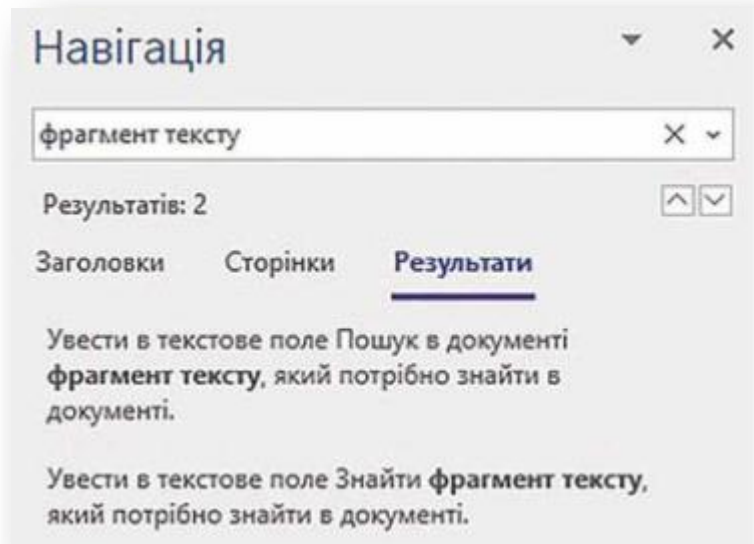 Навігація
фрагмент тексту
Результатів: 2
Заголовки Сторінки Результати
Увести в текстове поле Пошук в документі
фрагмент тексту, який потрібно знайти в
документі.
Увести в текстове поле Знайти фрагмент тексту,
який потрібно знайти в документі.